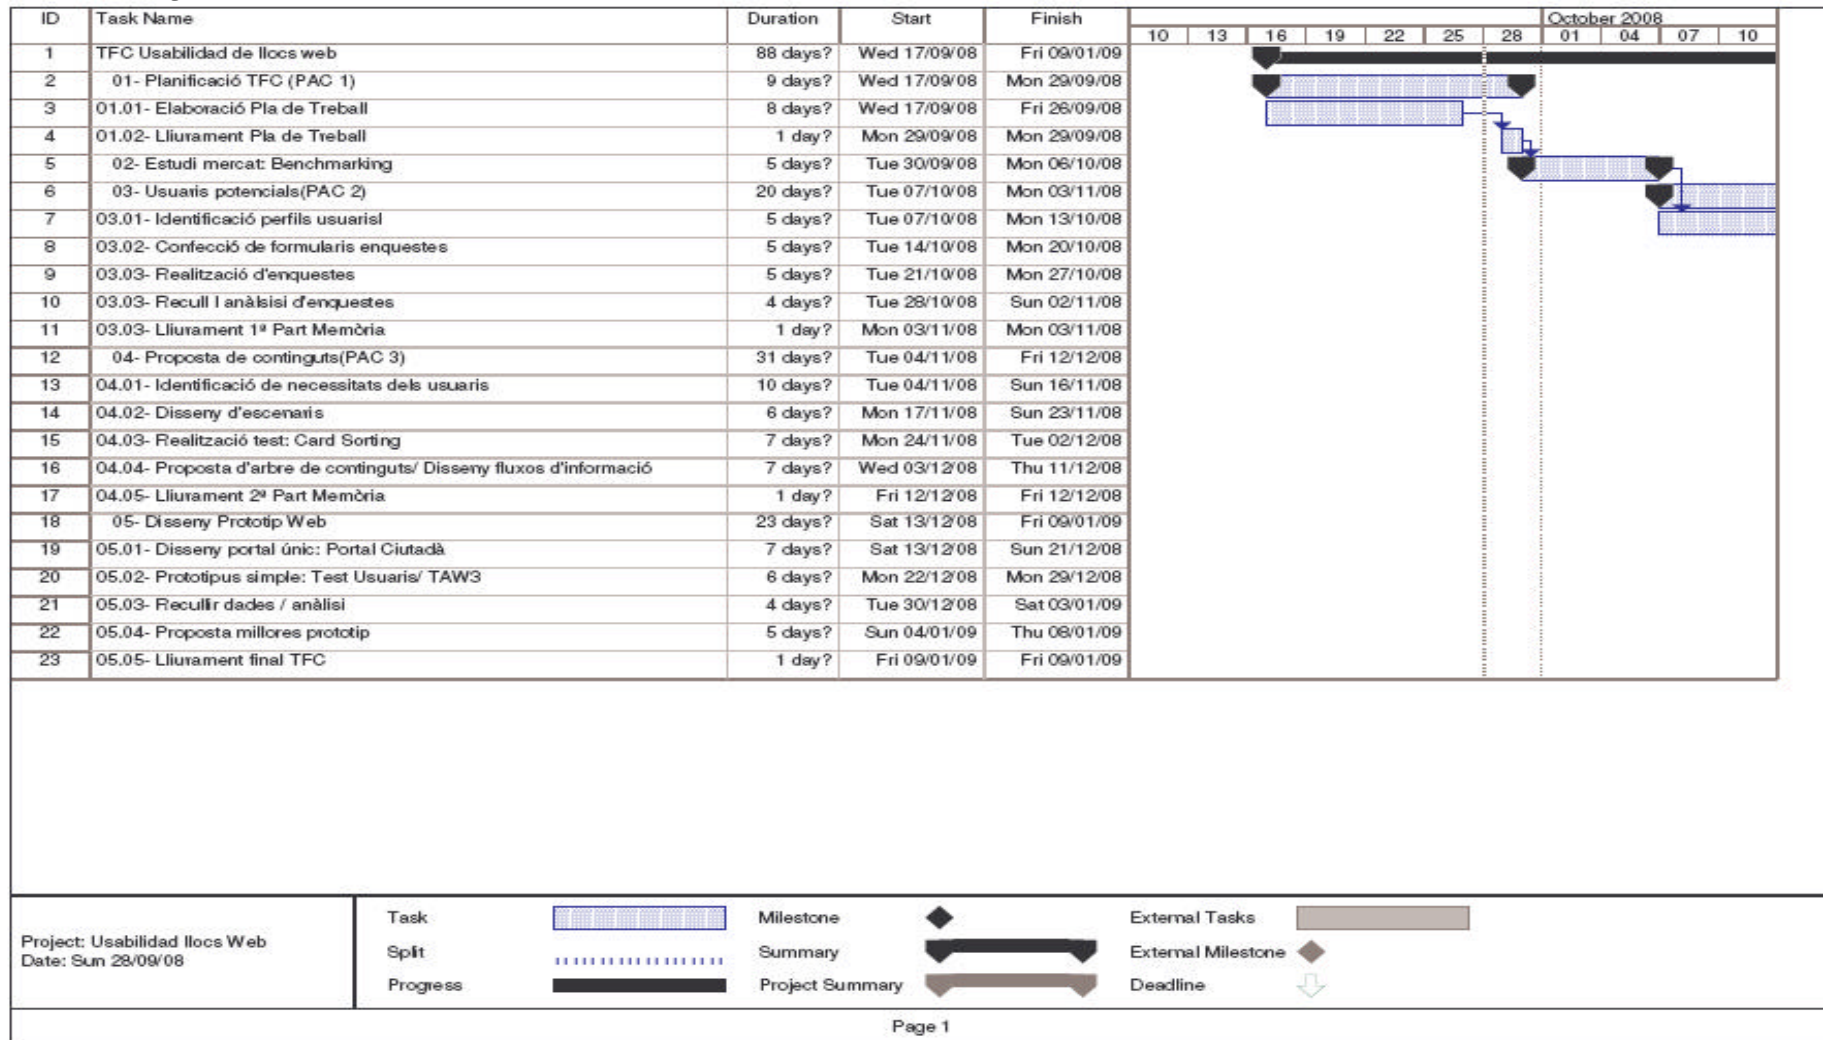 ID Task Name Duration Start Finish October 2008
10 13 16 19 22 25 28 01 04 07 10
1 TFC Usabilidad de llocs web 88 days? Wed 17/09/08 Fri 09/01/09
2 01- Planificació TFC (PAC 1) 9 days? Wed 17/09/08 Mon 29/09/08
3 01.01- Elaboració Pla de Treball 8 days? Wed 17/09/08 Fri 26/09/08
4 01.02- Lliurament Pla de Treball 1 day? Mon 29/09/08 Mon 29/09/08
5 02- Estudi mercat: Benchmarking 5 days? Tue 30/09/08 Mon 06/10/08
6 03- Usuaris potencials(PAC 2) 20 days? Tue 07/10/08 Mon 03/11/08
7 03.01- Identificació perfils usuarisl 5 days? Tue 07/10/08 Mon 13/10/08
8 03.02- Confecció de formularis enquestes 5 days? Tue 14/10/08 Mon 20/10/08
9 03.03- Realització d'enquestes 5 days? Tue 21/10/08 Mon 27/10/08
10 03.03- Recull I anàlsisi d'enquestes 4 days? Tue 28/10/08 Sun 02/11/08
11 03.03- Lliurament 1ª Part Memòria 1 day? Mon 03/11/08 Mon 03/11/08
12 04- Proposta de continguts(PAC 3) 31 days? Tue 04/11/08 Fri 12/12/08
13 04.01- Identificació de necessitats dels usuaris 10 days? Tue 04/11/08 Sun 16/11/08
14 04.02- Disseny d'escenaris 6 days? Mon 17/11/08 Sun 23/11/08
15 04.03- Realització test: Card Sorting 7 days? Mon 24/11/08 Tue 02/12/08
16 04.04- Proposta d'arbre de continguts/ Disseny fluxos d'informació 7 days? Wed 03/12/08 Thu 11/12/08
17 04.05- Lliurament 2ª Part Memòria 1 day? Fri 12/12/08 Fri 12/12/08
18 05- Disseny Prototip Web 23 days? Sat 13/12/08 Fri 09/01/09
19 05.01- Disseny portal únic: Portal Ciutadà 7 days? Sat 13/12/08 Sun 21/12/08
20 05.02- Prototipus simple: Test Usuaris/ TAW3 6 days? Mon 22/12/08 Mon 29/12/08
21 05.03- Recullir dades / anàlisi 4 days? Tue 30/12/08 Sat 03/01/09
22 05.04- Proposta millores prototip 5 days? Sun 04/01/09 Thu 08/01/09
23 05.05- Lliurament final TFC 1 day? Fri 09/01/09 Fri 09/01/09
Project: Usabilidad llocs Web
Date: Sun 28/09/08
Task Milestone External Tasks
Split Summary External Milestone
Progress Project Summary Deadline
Page 1